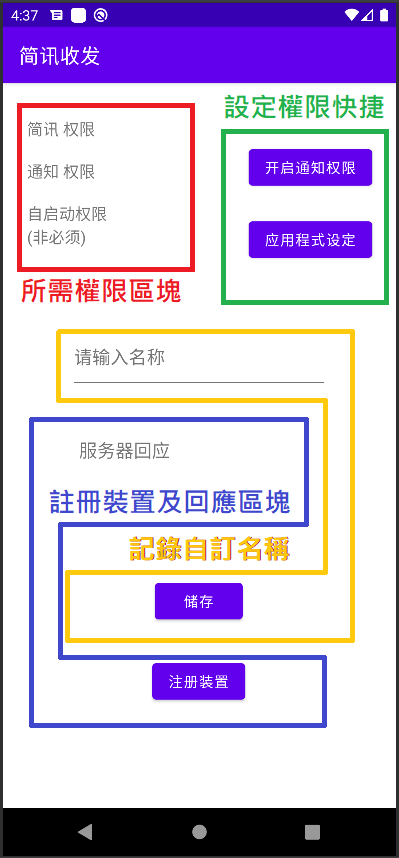 4:37
简讯收发
設定權限快捷
简讯 权限
通知 权限
自启动权限
(非必须)
开启通知权限
应用程式设定
所需權限區塊
请输入名称
服务器回应
註冊裝置及回應區塊
記錄自訂名稱
储存
注册装置